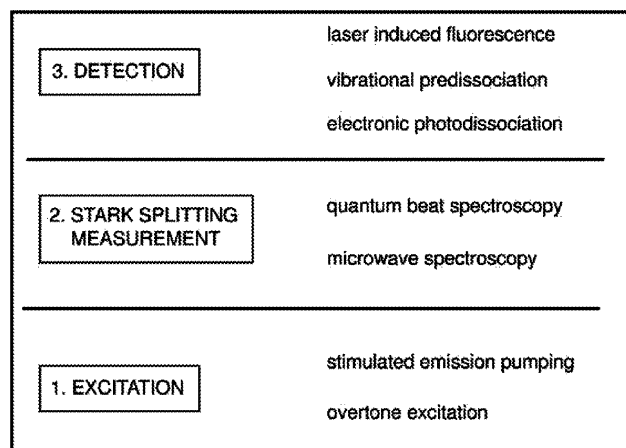 3. DETECTION
laser induced fluorescence
vibrational predissociation
electronic photodissociation
2. STARK SPLITTING
MEASUREMENT
quantum beat spectroscopy
microwave spectroscopy
1. EXCITATION
stimulated emission pumping
overtone excitation